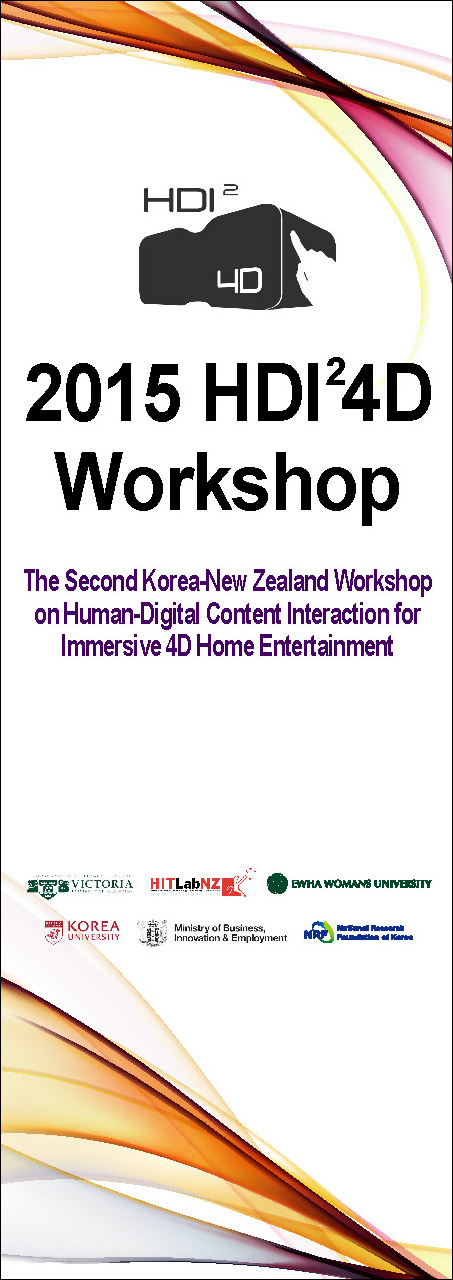 HDI²
4D
2015 HDI²4D
Workshop
The Second Korea-New Zealand Workshop
on Human-Digital Content Interaction for
Immersive 4D Home Entertainment
VICTORIA
HITLabNZ
EWHA WOMANS UNIVERSITY
KOREA
UNIVERSITY
Ministry of Business,
Innovation & Employment
NRF
National Research
Foundation of Korea